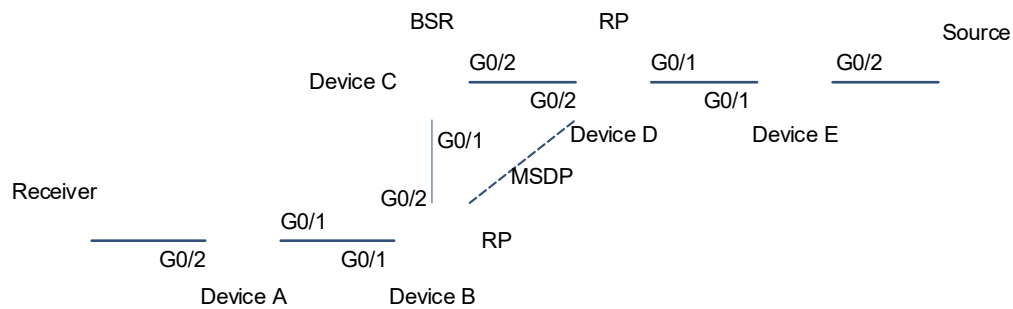 BSR
RP
Source
G0/2
G0/1
G0/2
Device C
G0/2
G0/1
Device D
Device E
G0/1
MSDP
Receiver
G0/2
G0/1
RP
G0/2
G0/1
Device A
Device B